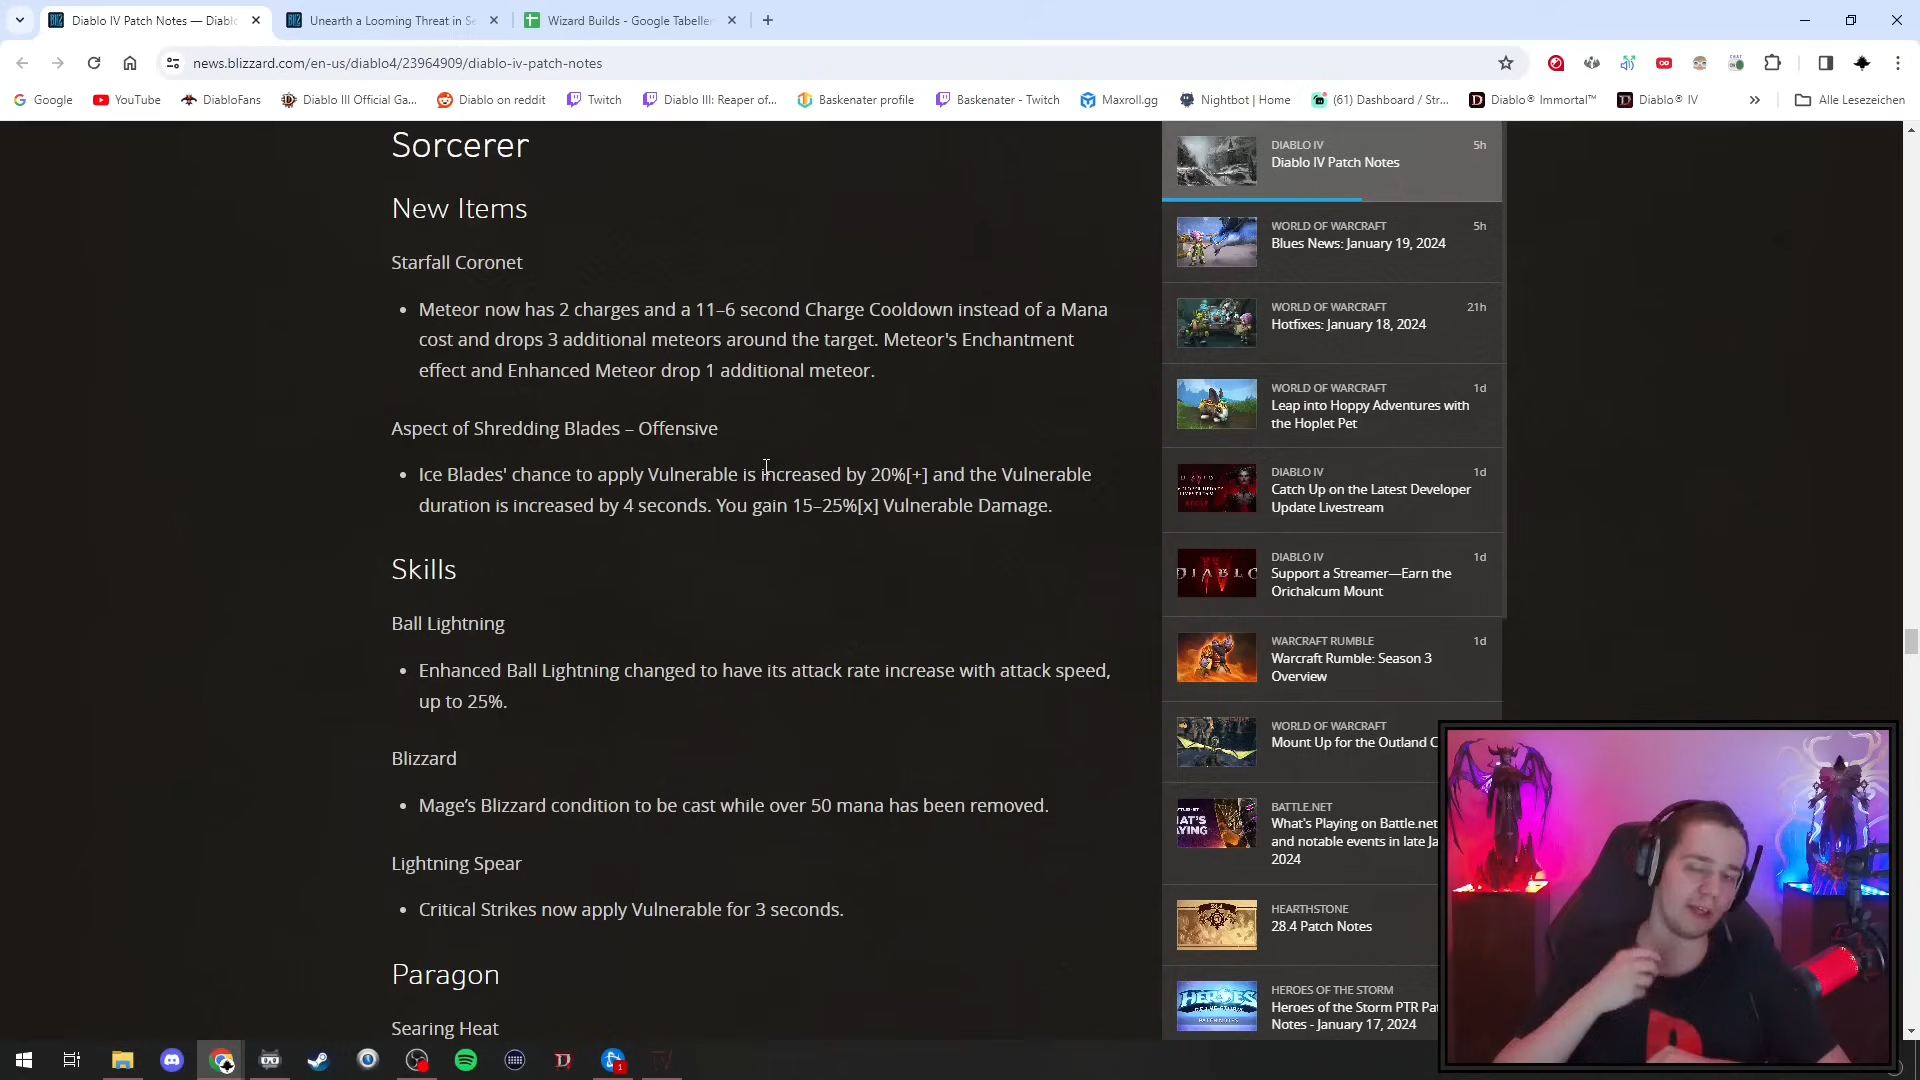 Diablo IV Patch Notes — Diablo
Unearth a Looming Threat in Se
Wizard Builds - Google Tabellen
news.blizzard.com/en-us/diablo4/23964909/diablo-iv-patch-notes
Google
YouTube
DiabloFans
Diablo III Official Ga...
Diablo on reddit
Twitch
Diablo III: Reaper of...
Baskenater profile
Baskenater - Twitch
Maxroll.gg
Nightbot | Home
(61) Dashboard / Str...
Diablo® Immortal™
Diablo® IV
Alle Lesezeichen
Sorcerer
New Items
Starfall Coronet
• Meteor now has 2 charges and a 11–6 second Charge Cooldown instead of a Mana
cost and drops 3 additional meteors around the target. Meteor's Enchantment
effect and Enhanced Meteor drop 1 additional meteor.
Aspect of Shredding Blades – Offensive
• Ice Blades' chance to apply Vulnerable is increased by 20%[+] and the Vulnerable
duration is increased by 4 seconds. You gain 15–25%[x] Vulnerable Damage.
Skills
Ball Lightning
• Enhanced Ball Lightning changed to have its attack rate increase with attack speed,
up to 25%.
Blizzard
• Mage’s Blizzard condition to be cast while over 50 mana has been removed.
Lightning Spear
• Critical Strikes now apply Vulnerable for 3 seconds.
Paragon
Searing Heat
DIABLO IV 5h
Diablo IV Patch Notes
WORLD OF WARCRAFT 5h
Blues News: January 19, 2024
WORLD OF WARCRAFT 21h
Hotfixes: January 18, 2024
WORLD OF WARCRAFT 1d
Leap into Hoppy Adventures with
the Hoplet Pet
DIABLO IV 1d
Catch Up on the Latest Developer
Update Livestream
DIABLO IV 1d
Support a Streamer—Earn the
Orichalcum Mount
WARCRAFT RUMBLE 1d
Warcraft Rumble: Season 3
Overview
WORLD OF WARCRAFT
Mount Up for the Outland C
BATTLE.NET
What's Playing on Battle.net
and notable events in late Ja
2024
HEARTHSTONE
28.4 Patch Notes
HEROES OF THE STORM
Heroes of the Storm PTR Pat
Notes - January 17, 2024